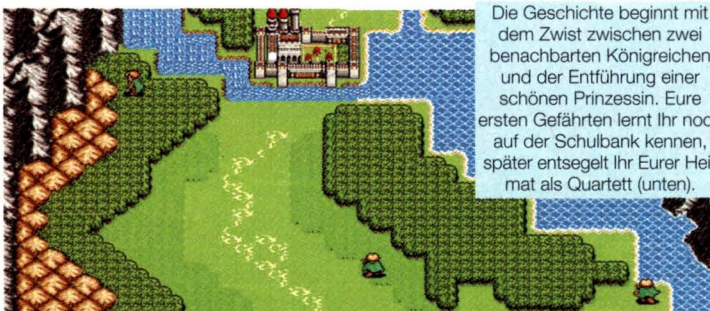 Die Geschichte beginnt mit
dem Zwist zwischen zwei
benachbarten Königreichen
und der Entführung einer
schönen Prinzessin. Eure
ersten Gefährten lernt Ihr noc
auf der Schulbank kennen,
später entsegelt Ihr Eurer Hei
mat als Quartett (unten).